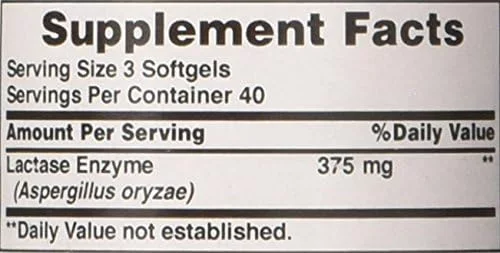 Supplement Facts
Serving Size 3 Softgels
Servings Per Container 40
Amount Per Serving %Daily Value
Lactase Enzyme 375 mg **
(Aspergillus oryzae)
**Daily Value not established.